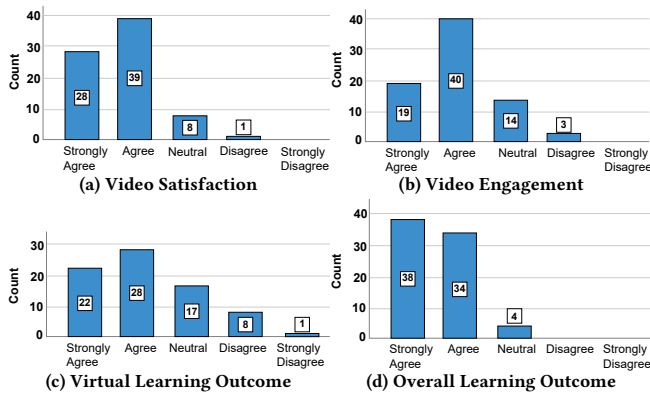 40
30
20
10
0
Count
28
39
8
1
Strongly Agree
Agree
Neutral
Disagree
Strongly Disagree
(a) Video Satisfaction
40
30
20
10
0
Count
19
40
14
3
Strongly Agree
Agree
Neutral
Disagree
Strongly Disagree
(b) Video Engagement
30
20
10
0
Count
22
28
17
8
1
Strongly Agree
Agree
Neutral
Disagree
Strongly Disagree
(c) Virtual Learning Outcome
40
30
20
10
0
Count
38
34
4
Strongly Agree
Agree
Neutral
Disagree
Strongly Disagree
(d) Overall Learning Outcome